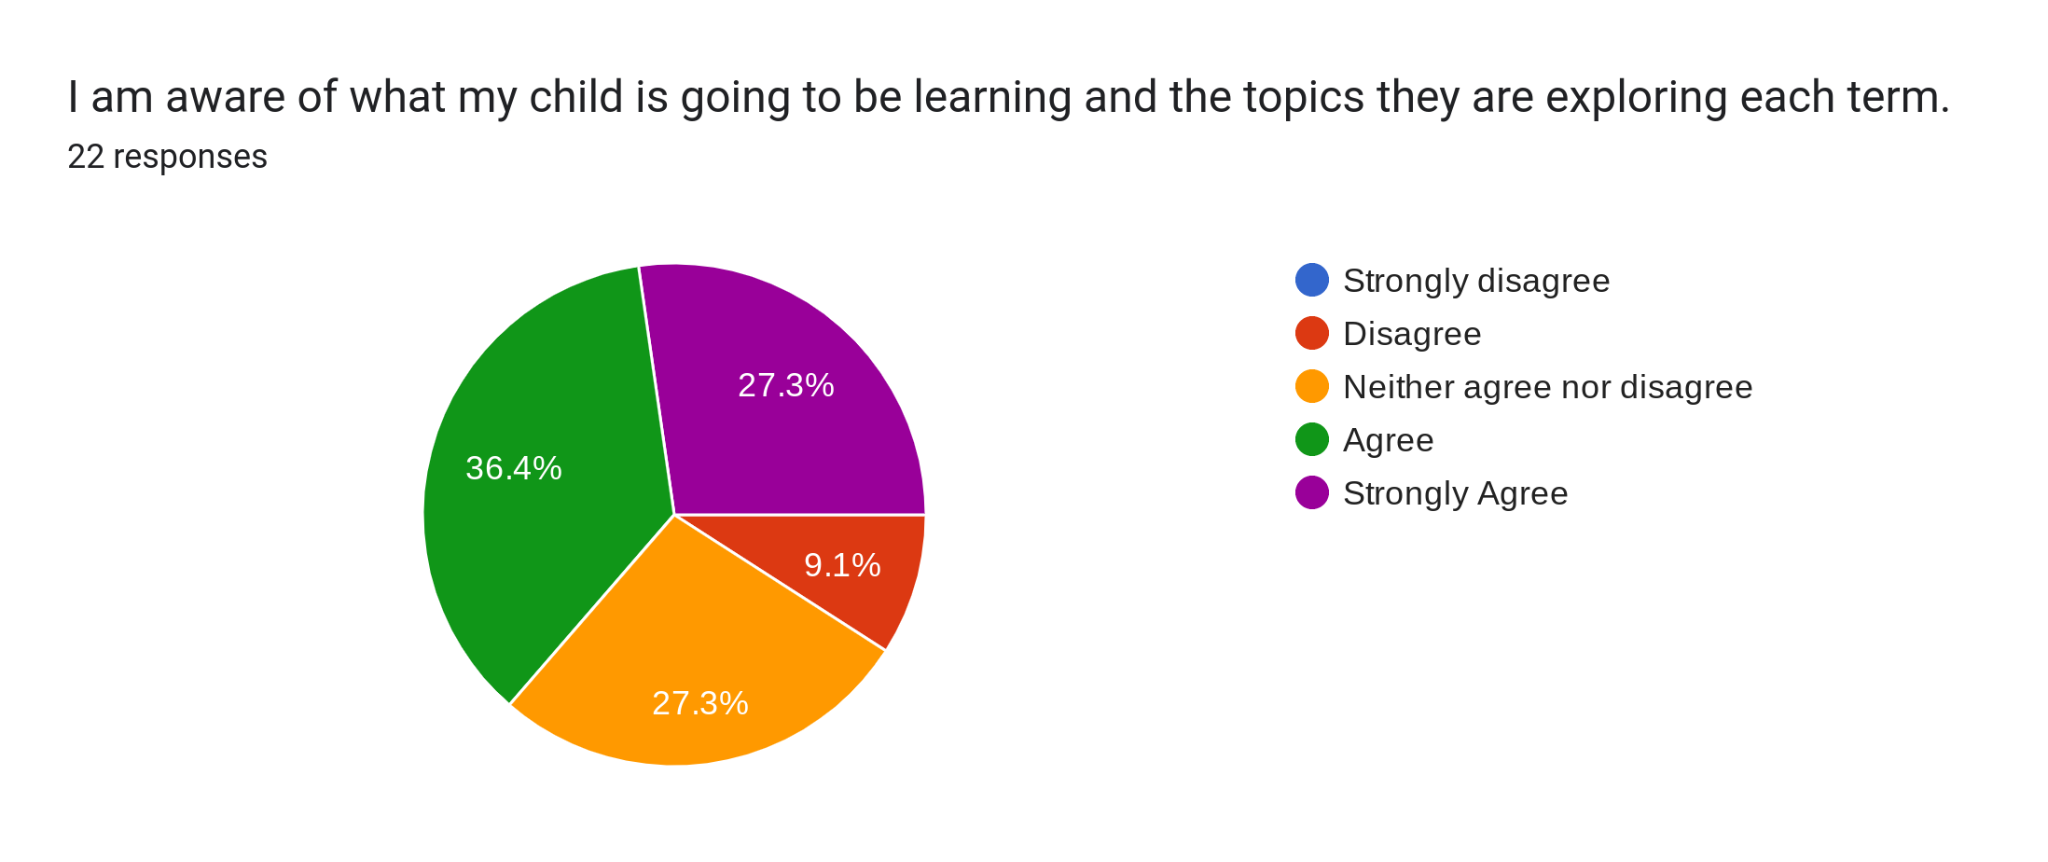 I am aware of what my child is going to be learning and the topics they are exploring each term.
22 responses
27.3%
36.4%
9.1%
27.3%
Strongly disagree
Disagree
Neither agree nor disagree
Agree
Strongly Agree